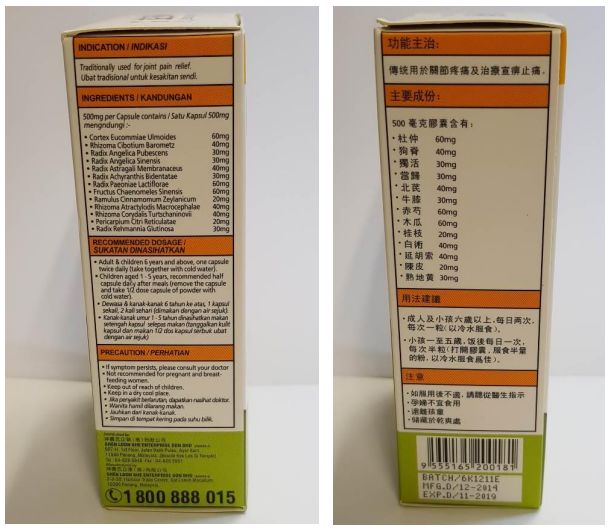 INDICATION / INDIKASI
Traditionally used for joint pain relief.
Ubat tradisional untuk kesakitan sendi.
INGREDIENTS / KANDUNGAN
500mg per Capsule contains / Satu Kapsul 500mg
mengndungi :-
• Cortex Eucommiae Ulmoides 60mg
• Rhizoma Cibotium Barometz 40mg
• Radix Angelica Pubescens 30mg
• Radix Angelica Sinensis 30mg
• Radix Astragali Membranaceus 40mg
• Radix Achyranthis Bidentatae 30mg
• Radix Paeoniae Lactiflorae 60mg
• Fructus Chaenomeles Sinensis 60mg
• Ramulus Cinnamomum Zeylanicum 20mg
• Rhizoma Atractylodis Macrocephalae 40mg
• Rhizoma Corydalis Turtschaninovii 40mg
• Pericarpium Citri Reticulatae 20mg
• Radix Rehmannia Glutinosa 30mg
RECOMMENDED DOSAGE /
SUKATAN DINASIHATKAN
• Adult & children 6 years and above, one capsule
twice daily (take together with cold water).
• Children aged 1 - 5 years, recommended half
capsule daily after meals (remove the capsule
and take 1/2 dose capsule of powder with
cold water).
• Dewasa & kanak-kanak 6 tahun ke atas, 1 kapsul
sekali, 2 kali sehari (dimakan dengan air sejuk).
• Kanak-kanak umur 1 - 5 tahun dinasihatkan makan
setengah kapsul selepas makan (tanggalkan kulit
kapsul dan makan 1/2 dos kapsul serbuk ubat
dengan air sejuk)
PRECAUTION / PERHATIAN
• If symptom persists, please consult your doctor
• Not recommended for pregnant and breast-
feeding women.
• Keep out of reach of children.
• Keep in a dry cool place.
• Jika penyakit berlarutan, dapatkan nasihat doktor.
• Wanita hamil dilarang makan.
• Jauhkan dari kanak-kanak.
• Simpan di tempat kering pada suhu bilik.
SHEN LOON SHE ENTERPRISE SDN BHD
1 800 888 015
功能主治:
傳統用於關節疼痛及治療宣痹止痛.
主要成份:
500 毫克膠囊含有:
・杜仲 60mg
・狗脊 40mg
・獨活 30mg
・當歸 30mg
・北芪 40mg
・牛膝 30mg
・赤芍 60mg
・木瓜 60mg
・桂枝 20mg
・白術 40mg
・延胡索 40mg
・陳皮 20mg
・熟地黃 30mg
用法建議
・成人及小孩六歲以上,每日两次,
每次一粒(以冷水服食).
・小孩一至五歲,饭後每日一次,
每次半粒(打開膠囊,服食半量
的粉,以冷水服食爲佳).
注意
・如服用後不適,請聽從醫生指示
・孕婦不宜食用
・遠離孩童
・储藏於乾爽處
9 555165 200181
BATCH/6K1211E
MFG.D/12-2014
EXP.D/11-2019